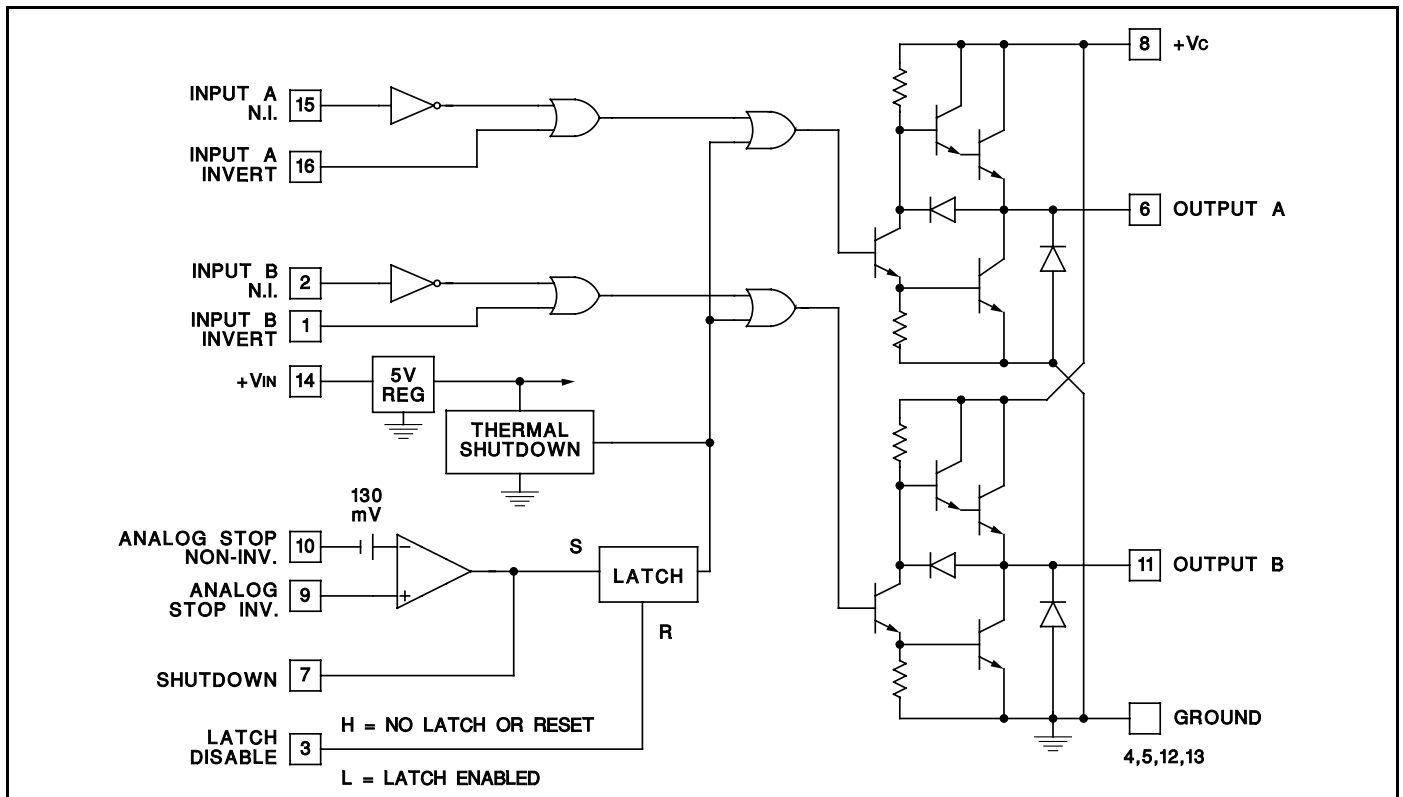 INPUT A
N.I.
15
INPUT A
INVERT
16
INPUT B
N.I.
2
INPUT B
INVERT
1
+VIN
14
5V
REG
THERMAL
SHUTDOWN
130
mV
ANALOG STOP
NON-INV.
10
−
ANALOG
STOP INV.
9
+
S
LATCH
R
SHUTDOWN
7
LATCH
DISABLE
3
H = NO LATCH OR RESET
L = LATCH ENABLED
8
+VC
6
OUTPUT A
11
OUTPUT B
GROUND
4,5,12,13